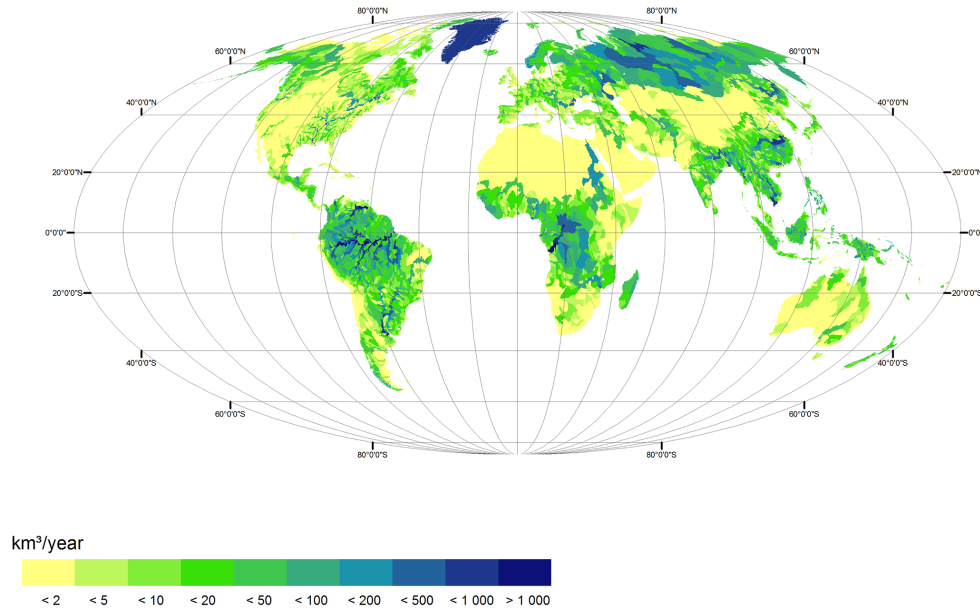 80°0'0"N 80°0'0"N
60°0'0"N 60°0'0"N
40°0'0"N 40°0'0"N
20°0'0"N 20°0'0"N
0°0'0" 0°0'0"
20°0'0"S 20°0'0"S
40°0'0"S 40°0'0"S
60°0'0"S 60°0'0"S
80°0'0"S 80°0'0"S
km³/year
< 2 < 5 < 10 < 20 < 50 < 100 < 200 < 500 < 1 000 > 1 000